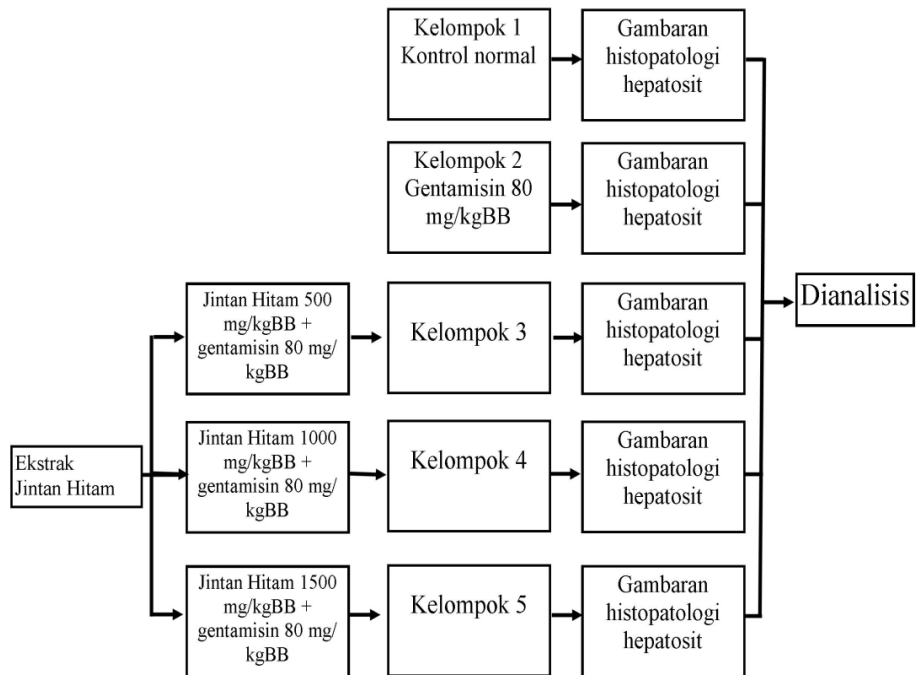 Kelompok 1
Kontrol normal
Gambaran
histopatologi
hepatosit
Kelompok 2
Gentamisin 80
mg/kgBB
Gambaran
histopatologi
hepatosit
Jintan Hitam 500
mg/kgBB +
gentamisin 80 mg/
kgBB
Kelompok 3
Gambaran
histopatologi
hepatosit
Dianalisis
Ekstrak
Jintan Hitam
Jintan Hitam 1000
mg/kgBB +
gentamisin 80 mg/
kgBB
Kelompok 4
Gambaran
histopatologi
hepatosit
Jintan Hitam 1500
mg/kgBB +
gentamisin 80 mg/
kgBB
Kelompok 5
Gambaran
histopatologi
hepatosit